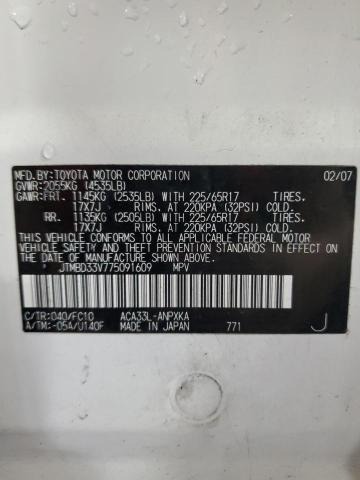 MFD.BY:TOYOTA MOTOR CORPORATION 02/07
GVWR:2055KG (4535LB)
GAWR:FRT. 1145KG (2535LB) WITH 225/65R17 TIRES.
17X7J RIMS. AT 220KPA (32PSI) COLD.
RR. 1135KG (2505LB) WITH 225/65R17 TIRES.
17X7J RIMS. AT 220KPA (32PSI) COLD.
THIS VEHICLE CONFORMS TO ALL APPLICABLE FEDERAL MOTOR
VEHICLE SAFETY AND THEFT PREVENTION STANDARDS IN EFFECT
ON THE DATE OF MANUFACTURE SHOWN ABOVE.
JTMBD33V775091609 MPV
C/TR:040/FC10 ACA33L-ANPXKA
A/TM:-05A/U140F MADE IN JAPAN 771 J